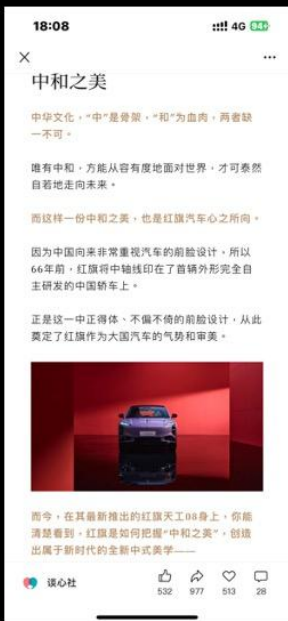 18:08
4G 94
中和之美
中华文化，“中”是骨架，“和”为血肉，两者缺
一不可。
唯有中和，方能从容有度地面对世界，才可泰然
自若地走向未来。
而这样一份中和之美，也是红旗汽车心之所向。
因为中国向来非常重视汽车的前脸设计，所以
66年前，红旗将中轴线印在了首辆外形完全自
主研发的中国轿车上。
正是这一中正得体、不偏不倚的前脸设计，从此
奠定了红旗作为大国汽车的气势和审美。
而今，在其最新推出的红旗天工08身上，你能
清楚看到，红旗是如何把握“中和之美”，创造
出属于新时代的全新中式美学——
谈心社
532
977
513
28